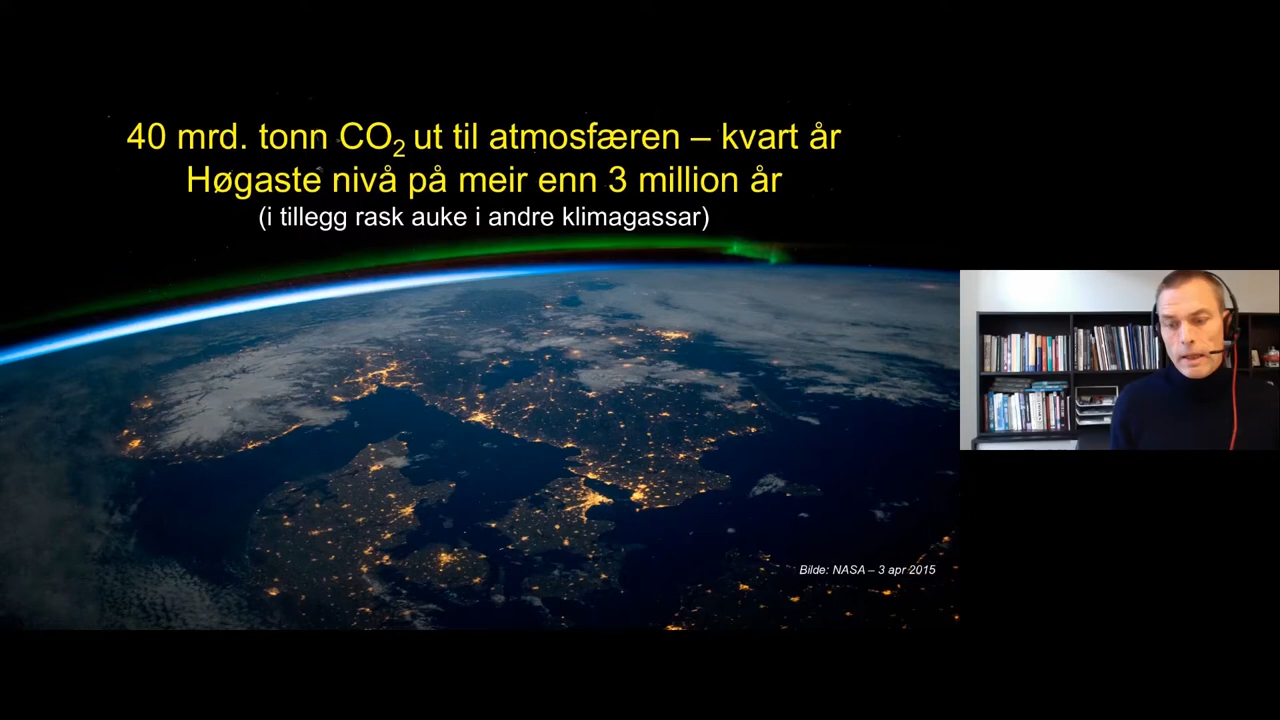 40 mrd. tonn CO₂ ut til atmosfæren – kvart år
Høgaste nivå på meir enn 3 million år
(i tillegg rask auke i andre klimagassar)
Bilde: NASA – 3 apr 2015